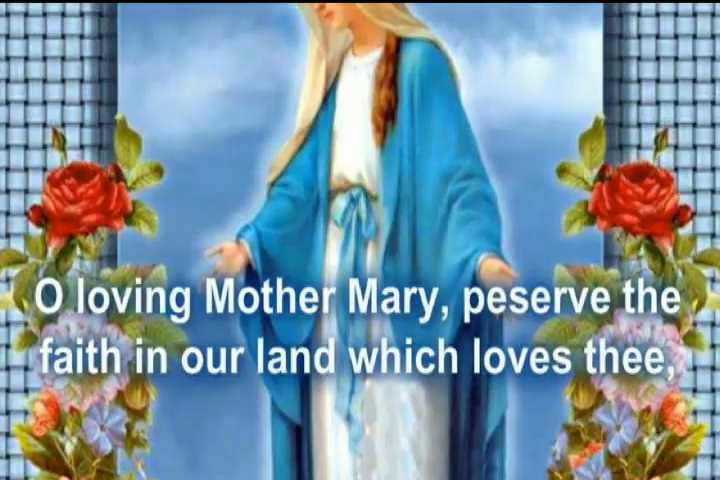 O loving Mother Mary, peserve the
faith in our land which loves thee,